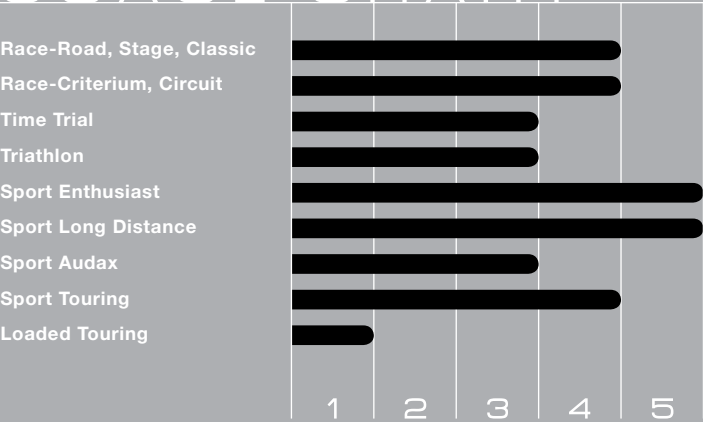 Race-Road, Stage, Classic
Race-Criterium, Circuit
Time Trial
Triathlon
Sport Enthusiast
Sport Long Distance
Sport Audax
Sport Touring
Loaded Touring
1 2 3 4 5